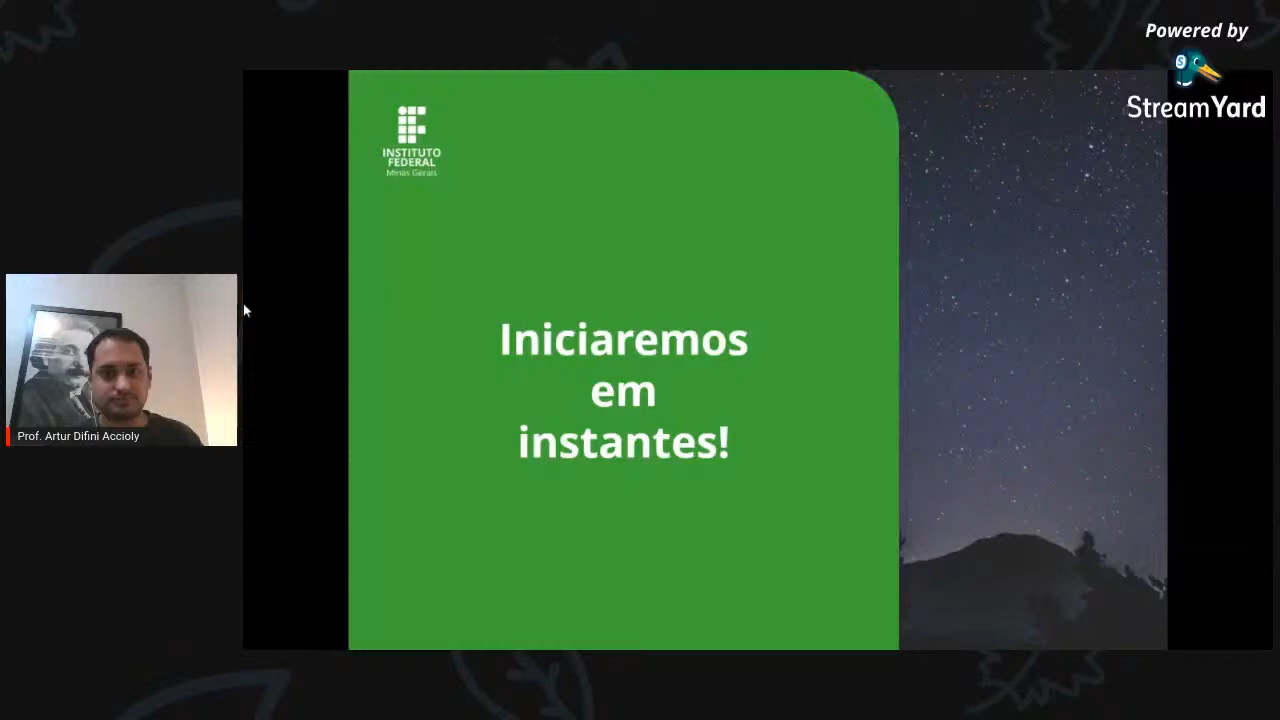 Powered by
StreamYard
INSTITUTO
FEDERAL
Minas Gerais
Iniciaremos
em
instantes!
Prof. Artur Difini Accioly